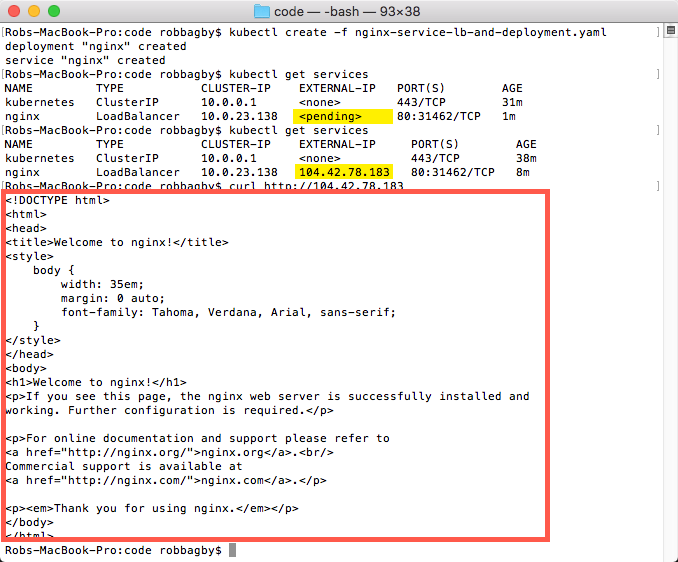 code — -bash — 93×38
[Robs-MacBook-Pro:code robbagby$ kubectl create -f nginx-service-lb-and-deployment.yaml ]
deployment "nginx" created
service "nginx" created
[Robs-MacBook-Pro:code robbagby$ kubectl get services ]
NAME TYPE CLUSTER-IP EXTERNAL-IP PORT(S) AGE
kubernetes ClusterIP 10.0.0.1 <none> 443/TCP 31m
nginx LoadBalancer 10.0.23.138 <pending> 80:31462/TCP 1m
[Robs-MacBook-Pro:code robbagby$ kubectl get services ]
NAME TYPE CLUSTER-IP EXTERNAL-IP PORT(S) AGE
kubernetes ClusterIP 10.0.0.1 <none> 443/TCP 38m
nginx LoadBalancer 10.0.23.138 104.42.78.183 80:31462/TCP 8m
[Robs-MacBook-Pro:code robbagby$ curl http://104.42.78.183 ]
<!DOCTYPE html>
<html>
<head>
<title>Welcome to nginx!</title>
<style>
    body {
        width: 35em;
        margin: 0 auto;
        font-family: Tahoma, Verdana, Arial, sans-serif;
    }
</style>
</head>
<body>
<h1>Welcome to nginx!</h1>
<p>If you see this page, the nginx web server is successfully installed and
working. Further configuration is required.</p>

<p>For online documentation and support please refer to
<a href="http://nginx.org/">nginx.org</a>.<br/>
Commercial support is available at
<a href="http://nginx.com/">nginx.com</a>.</p>

<p><em>Thank you for using nginx.</em></p>
</body>
</html>
Robs-MacBook-Pro:code robbagby$